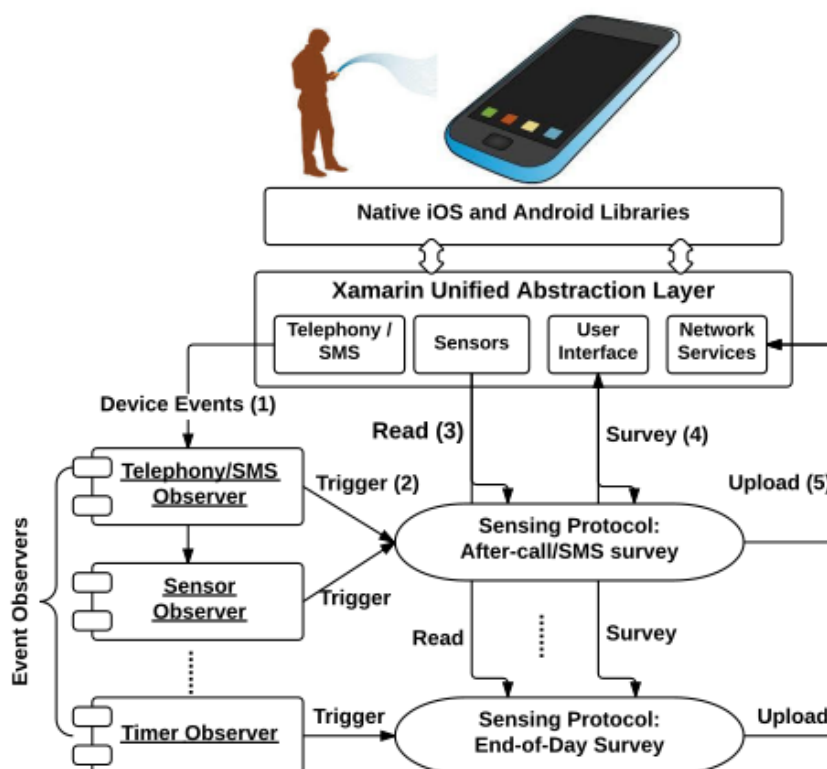 Native iOS and Android Libraries
Xamarin Unified Abstraction Layer
Telephony /
SMS
Sensors
User
Interface
Network
Services
Device Events (1)
Read (3)
Survey (4)
Telephony/SMS
Observer
Trigger (2)
Upload (5)
Sensing Protocol:
After-call/SMS survey
Event Observers
Sensor
Observer
Trigger
Read
Survey
Timer Observer
Trigger
Sensing Protocol:
End-of-Day Survey
Upload